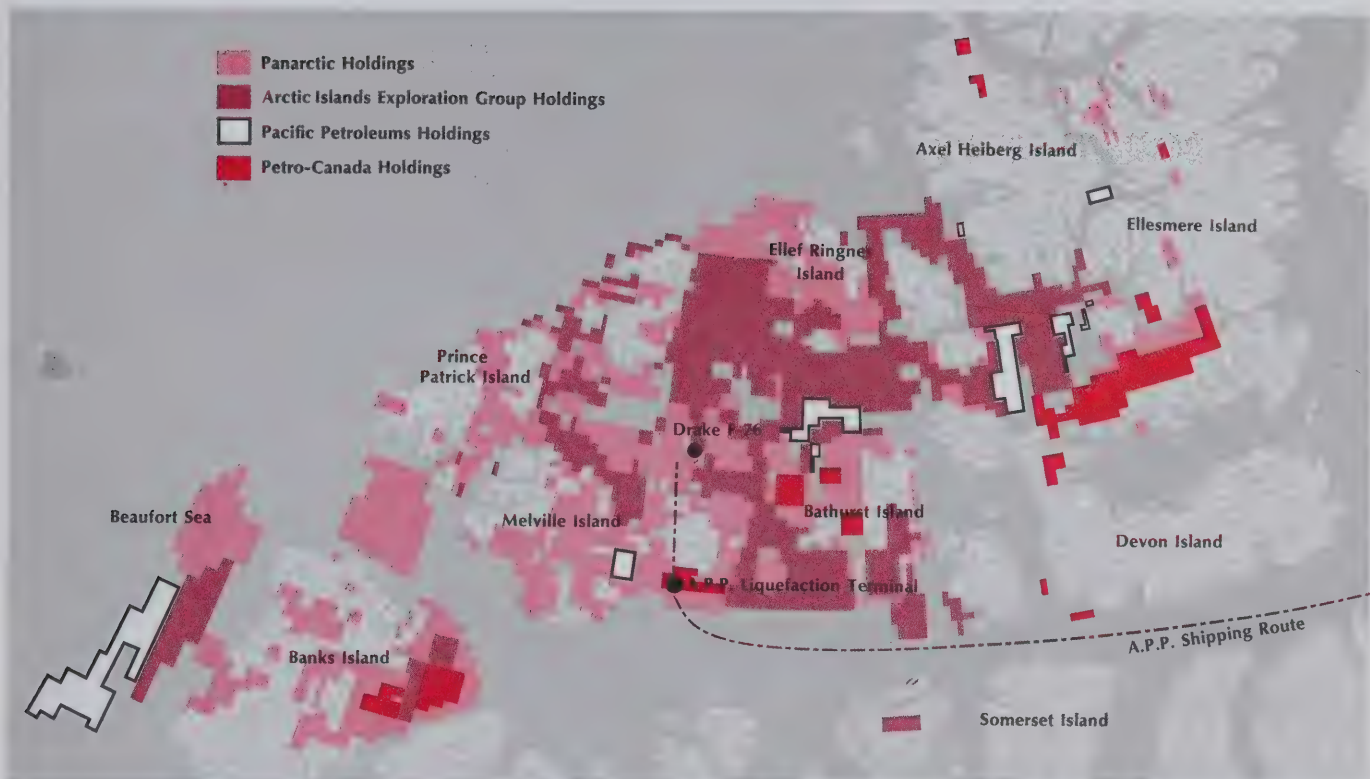 Panarctic Holdings
Arctic Islands Exploration Group Holdings
Pacific Petroleums Holdings
Petro-Canada Holdings
Axel Heiberg Island
Ellesmere Island
Ellef Ringnes
Island
Prince
Patrick Island
Drake F-76
Beaufort Sea
Melville Island
Bathurst Island
Devon Island
A.P.P. Liquefaction Terminal
A.P.P. Shipping Route
Banks Island
Somerset Island